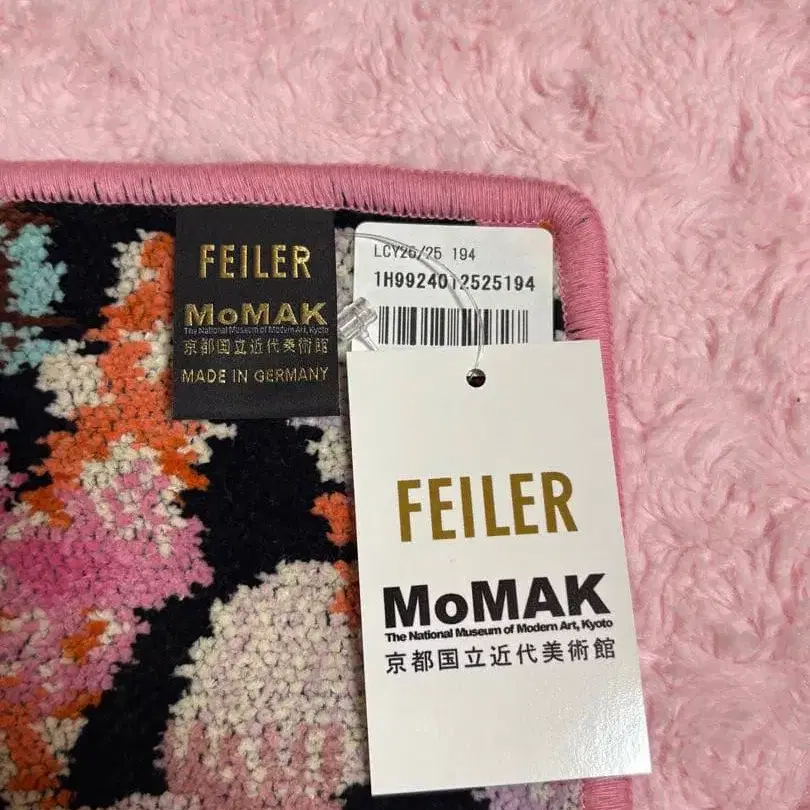 FEILER
MoMAK
The National Museum of Modern Art, Kyoto
京都国立近代美術館
MADE IN GERMANY
LCY26/25 194
1H9924012525194
FEILER
MoMAK
The National Museum of Modern Art, Kyoto
京都国立近代美術館